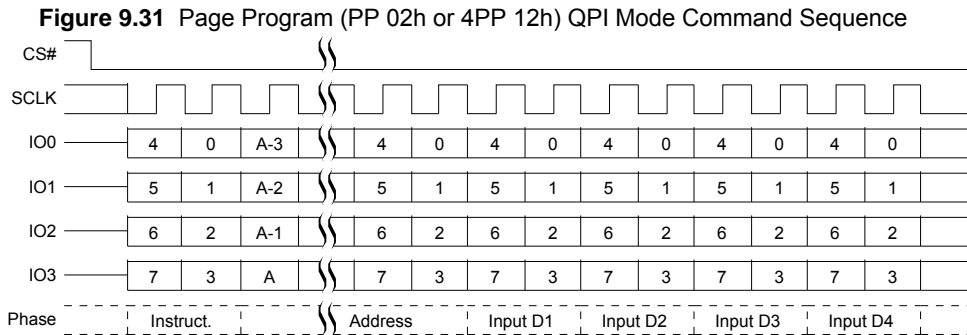 Figure 9.31 Page Program (PP 02h or 4PP 12h) QPI Mode Command Sequence
CS#
SCLK
IO0 4 0 A-3 4 0 4 0 4 0 4 0 4 0
IO1 5 1 A-2 5 1 5 1 5 1 5 1 5 1
IO2 6 2 A-1 6 2 6 2 6 2 6 2 6 2
IO3 7 3 A 7 3 7 3 7 3 7 3 7 3
Phase Instruct. Address Input D1 Input D2 Input D3 Input D4